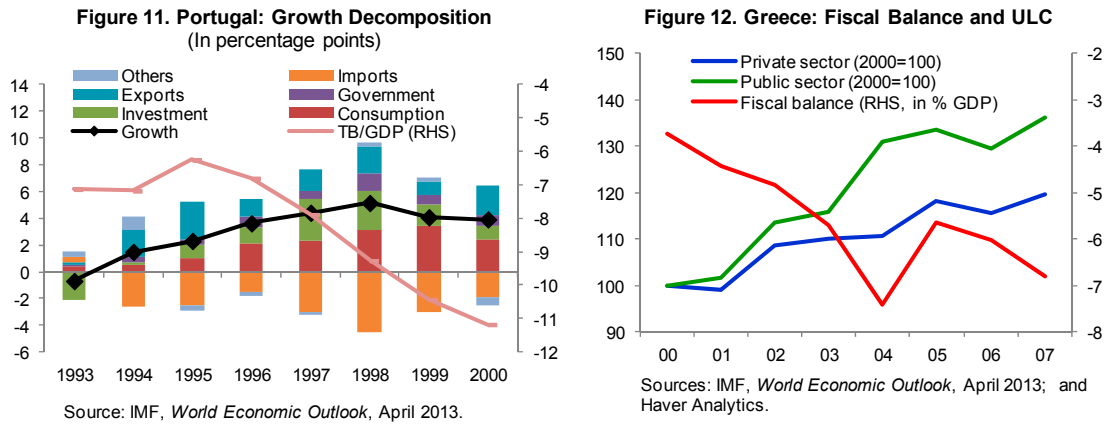 Figure 11. Portugal: Growth Decomposition
(In percentage points)
Others
Imports
Exports
Government
Investment
Consumption
Growth
TB/GDP (RHS)
14
12
10
8
6
4
2
0
-2
-4
-6
-4
-5
-6
-7
-8
-9
-10
-11
-12
1993 1994 1995 1996 1997 1998 1999 2000
Source: IMF, World Economic Outlook, April 2013.
Figure 12. Greece: Fiscal Balance and ULC
Private sector (2000=100)
Public sector (2000=100)
Fiscal balance (RHS, in % GDP)
150
140
130
120
110
100
90
-2
-3
-4
-5
-6
-7
-8
00 01 02 03 04 05 06 07
Sources: IMF, World Economic Outlook, April 2013; and
Haver Analytics.